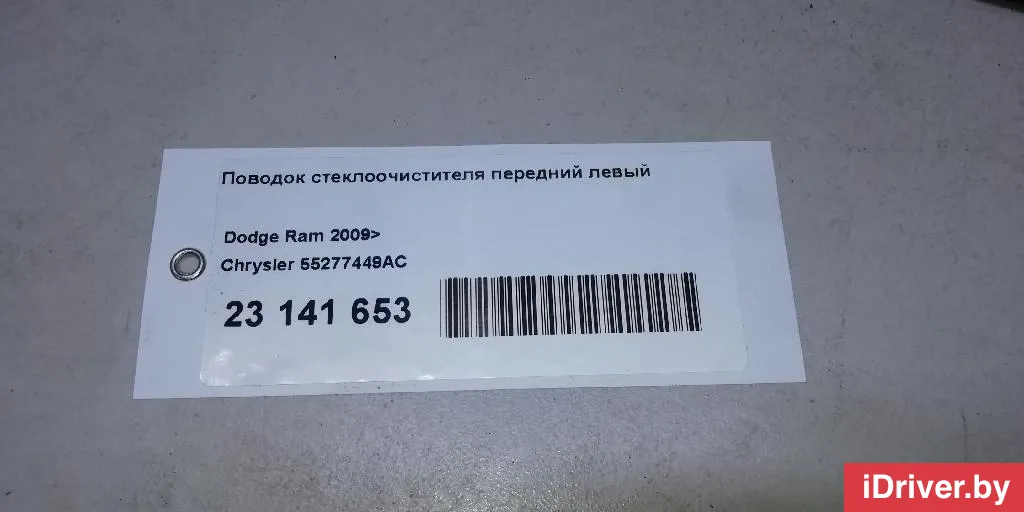 Поводок стеклоочистителя передний левый
Dodge Ram 2009>
Chrysler 55277449AC
23 141 653
iDriver.by